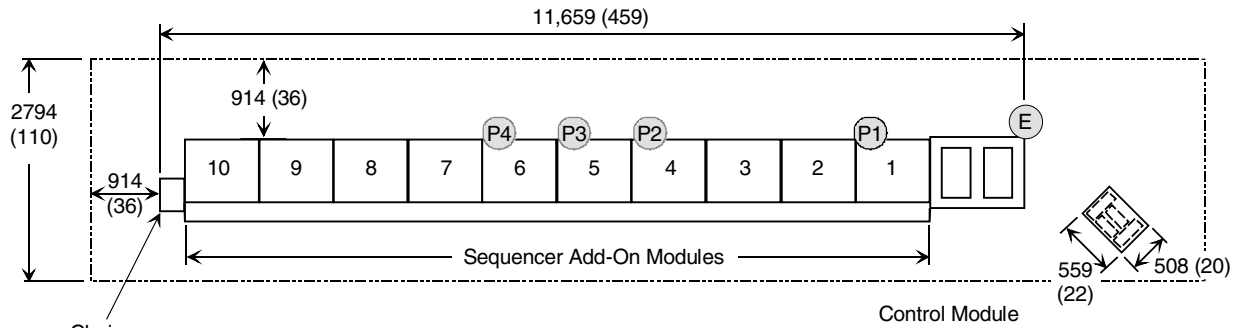 11,659 (459)
2794
(110)
914 (36)
914
(36)
P4 P3 P2 P1 E
10 9 8 7 6 5 4 3 2 1
Sequencer Add-On Modules
559
(22)
508 (20)
Control Module